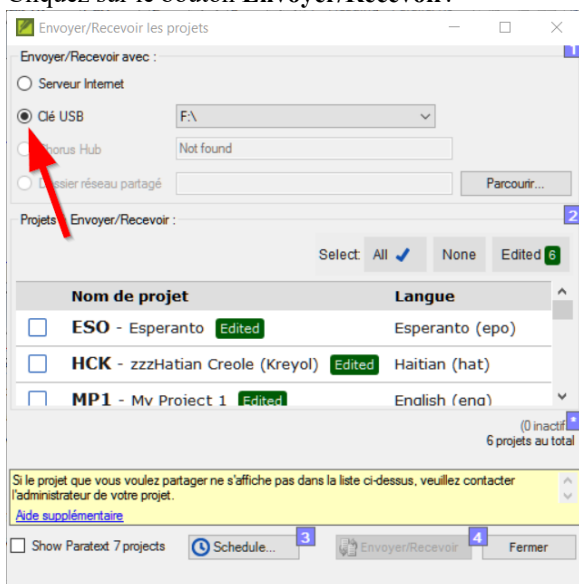 Cliquez sur le bouton Envoyer/Recevoir.
Envoyer/Recevoir les projets
Envoyer/Recevoir avec :
1
Serveur Internet
Clé USB F:\
Chorus Hub Not found
Dossier réseau partagé Parcourir...
Projets Envoyer/Recevoir :
2
Select: All None Edited 6
Nom de projet Langue
ESO - Esperanto Edited Esperanto (epo)
HCK - zzzHatian Creole (Kreyol) Edited Haitian (hat)
MP1 - My Project 1 Edited English (eng)
(0 inactif
*
6 projets au total
Si le projet que vous voulez partager ne s'affiche pas dans la liste ci-dessus, veuillez contacter
l'administrateur de votre projet.
Aide supplémentaire
Show Paratext 7 projects Schedule... 3 Envoyer/Recevoir 4 Fermer